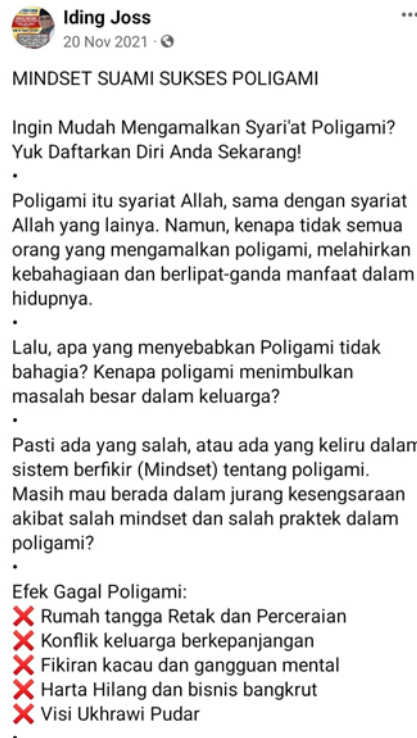 Iding Joss
20 Nov 2021
MINDSET SUAMI SUKSES POLIGAMI
Ingin Mudah Mengamalkan Syari'at Poligami?
Yuk Daftarkan Diri Anda Sekarang!
•
Poligami itu syariat Allah, sama dengan syariat
Allah yang lainya. Namun, kenapa tidak semua
orang yang mengamalkan poligami, melahirkan
kebahagiaan dan berlipat-ganda manfaat dalam
hidupnya.
•
Lalu, apa yang menyebabkan Poligami tidak
bahagia? Kenapa poligami menimbulkan
masalah besar dalam keluarga?
•
Pasti ada yang salah, atau ada yang keliru dalam
sistem berfikir (Mindset) tentang poligami.
Masih mau berada dalam jurang kesengsaraan
akibat salah mindset dan salah praktek dalam
poligami?
•
Efek Gagal Poligami:
❌ Rumah tangga Retak dan Perceraian
❌ Konflik keluarga berkepanjangan
❌ Fikiran kacau dan gangguan mental
❌ Harta Hilang dan bisnis bangkrut
❌ Visi Ukhrawi Pudar
•